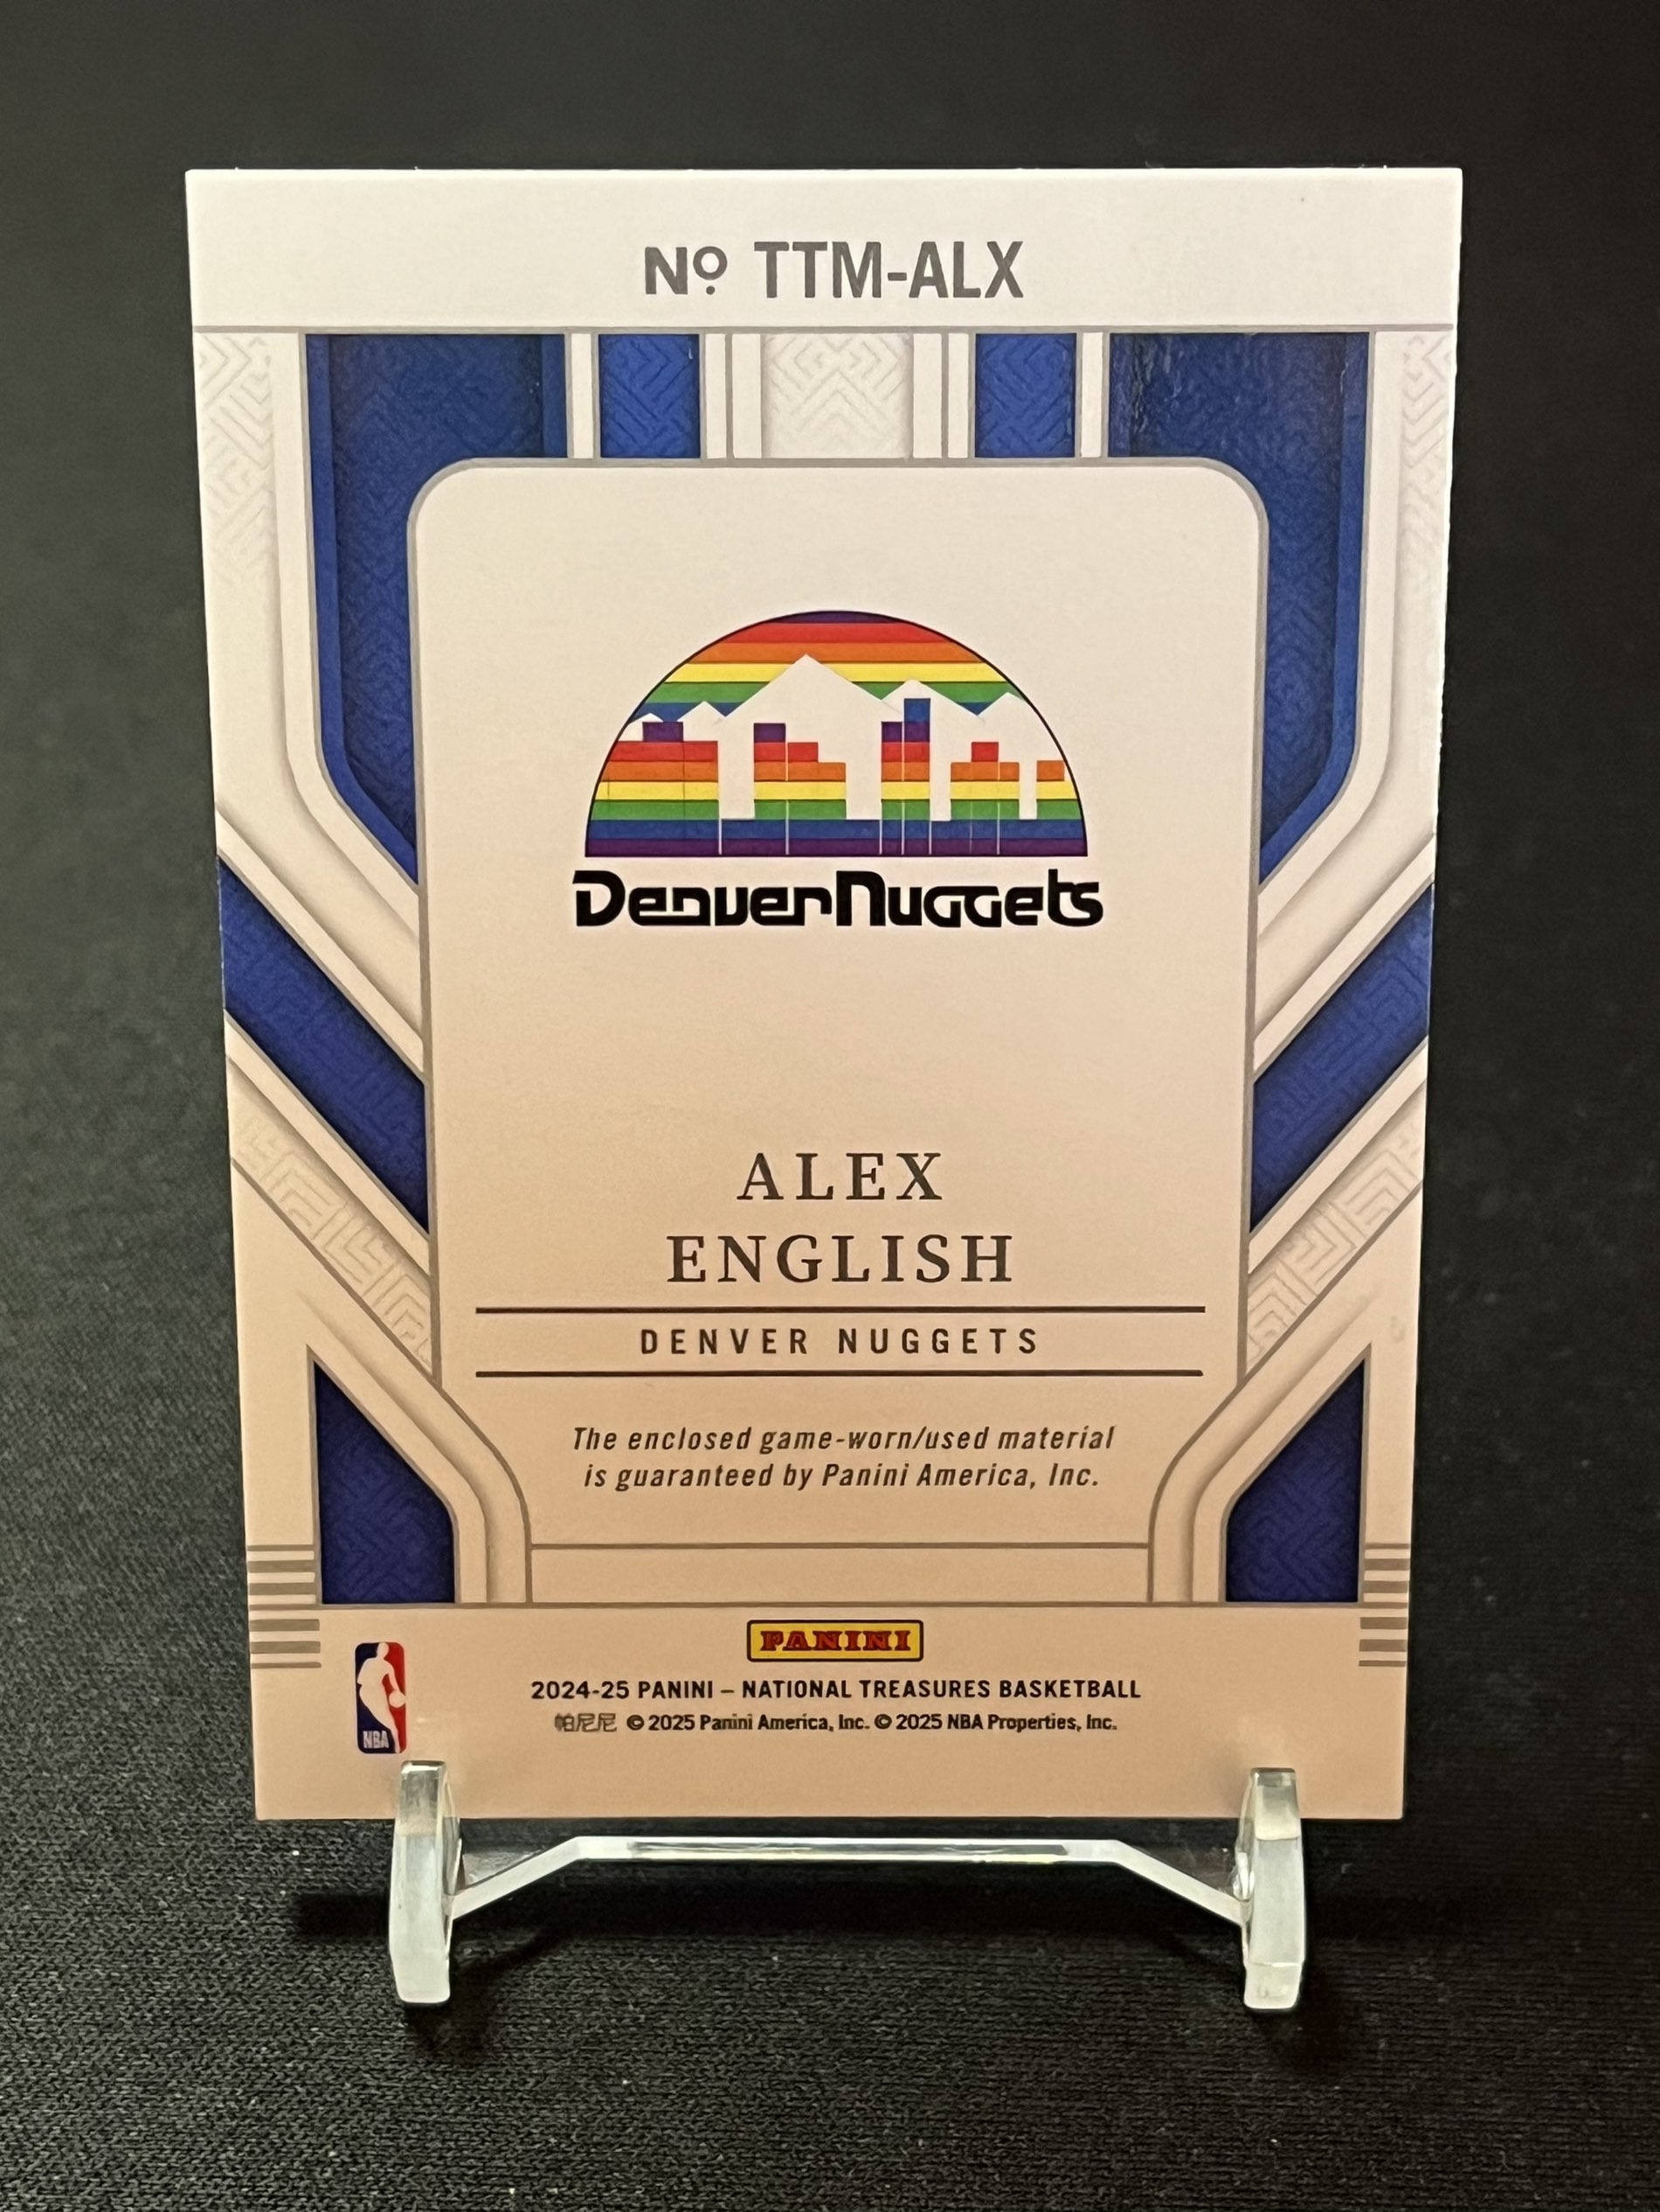 Nº TTM-ALX
Denver Nuggets
ALEX
ENGLISH
DENVER NUGGETS
The enclosed game-worn/used material
is guaranteed by Panini America, Inc.
PANINI
NBA
2024-25 PANINI – NATIONAL TREASURES BASKETBALL
帕尼尼 © 2025 Panini America, Inc. © 2025 NBA Properties, Inc.